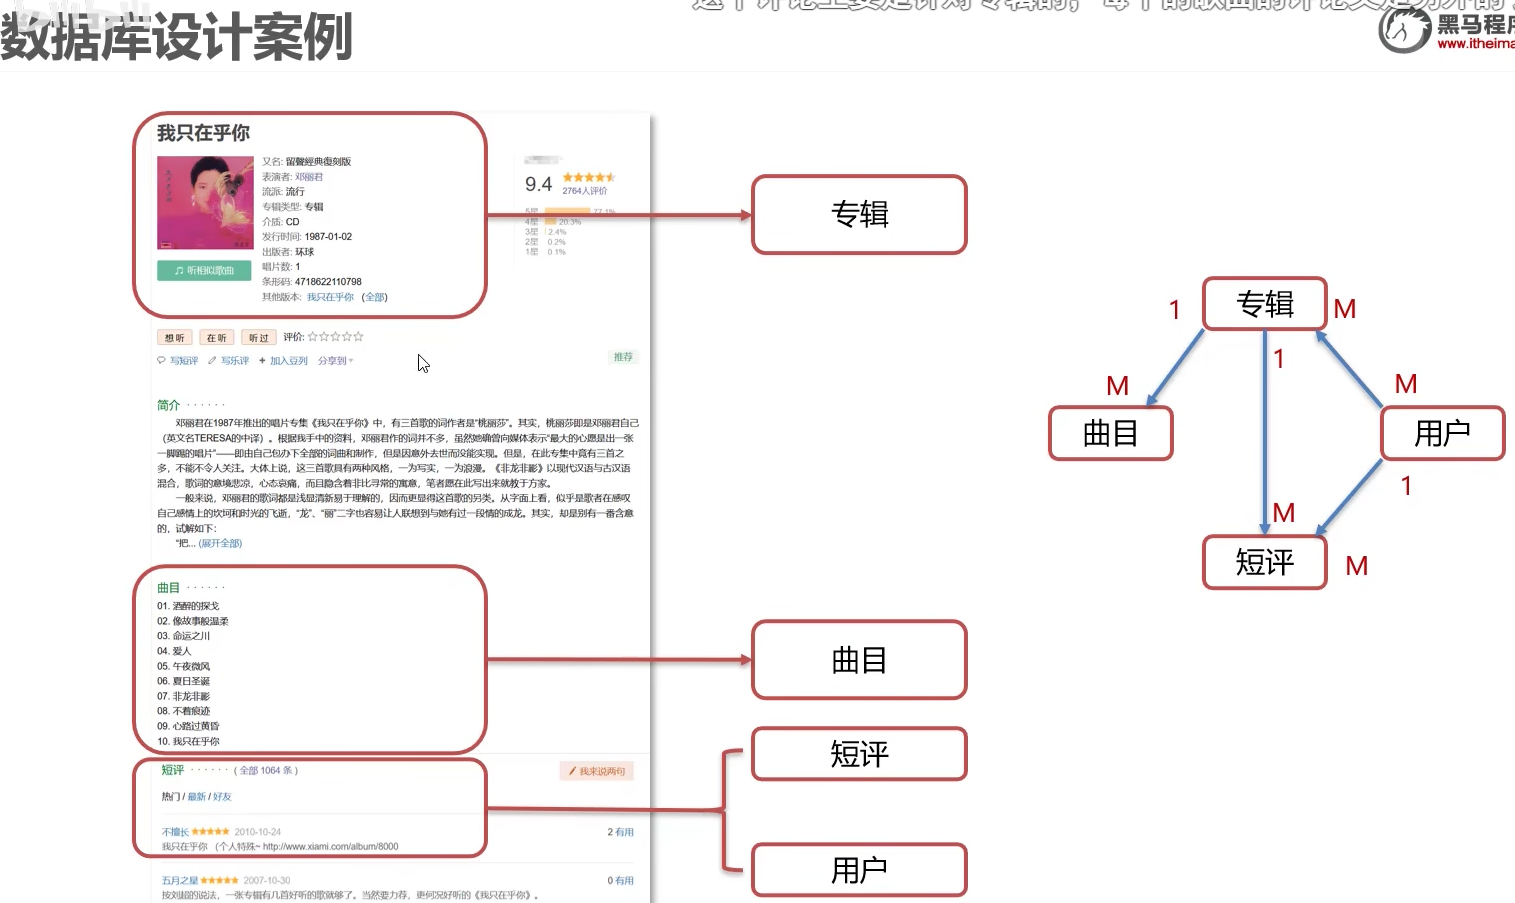 数据库设计案例
黑马程序
www.itheima
我只在乎你
又名: 留聲經典復刻版
表演者: 邓丽君
流派: 流行
专辑类型: 专辑
介质: CD
发行时间: 1987-01-02
出版者: 环球
唱片数: 1
条形码: 4718622110798
其他版本: 我只在乎你 (全部)
听相似歌曲
9.4
2764人评价
5星 77.1%
4星 20.3%
3星 2.4%
2星 0.2%
1星 0.1%
想听 在听 听过 评价:
写短评 写乐评 + 加入豆列 分享到
推荐
简介 · · · · · ·
邓丽君在1987年推出的唱片专集《我只在乎你》中，有三首歌的词作者是“桃丽莎”。其实，桃丽莎即是邓丽君自己
（英文名TERESA的中译）。根据我手中的资料，邓丽君作的词并不多，虽然她确曾向媒体表示“最大的心愿是出一张
一脚踢的唱片”——即由自己包办下全部的词曲和制作，但是因意外去世而没能实现。但是，在此专集中竟有三首之
多，不能不令人关注。大体上说，这三首歌具有两种风格，一为写实，一为浪漫。《非龙非彲》以现代汉语与古汉语
混合，歌词的意境悲凉，心态哀痛，而且隐含着非比寻常的寓意，笔者愿在此写出来就教于方家。
一般来说，邓丽君的歌词都是浅显清新易于理解的，因而更显得这首歌的另类。从字面上看，似乎是歌者在感叹
自己感情上的坎坷和时光的飞逝，“龙”、“丽”二字也容易让人联想到与她有过一段情的成龙。其实，却是别有一番含意
的，试解如下：
“把... (展开全部)
曲目 · · · · · ·
01. 酒醉的探戈
02. 像故事般温柔
03. 命运之川
04. 爱人
05. 午夜微风
06. 夏日圣诞
07. 非龙非彲
08. 不着痕迹
09. 心路过黄昏
10. 我只在乎你
短评 · · · · · · ( 全部 1064 条 )
我来说两句
热门 / 最新 / 好友
不擅长 2010-10-24
2 有用
我只在乎你 （个人特殊~ http://www.xiami.com/album/8000
五月之星 2007-10-30
0 有用
按刘超的说法，一张专辑有几首好听的歌就够了。当然要力荐，更何况好听的《我只在乎你》。
专辑
曲目
短评
用户
1
专辑
M
1
M
M
曲目
用户
1
M
短评
M